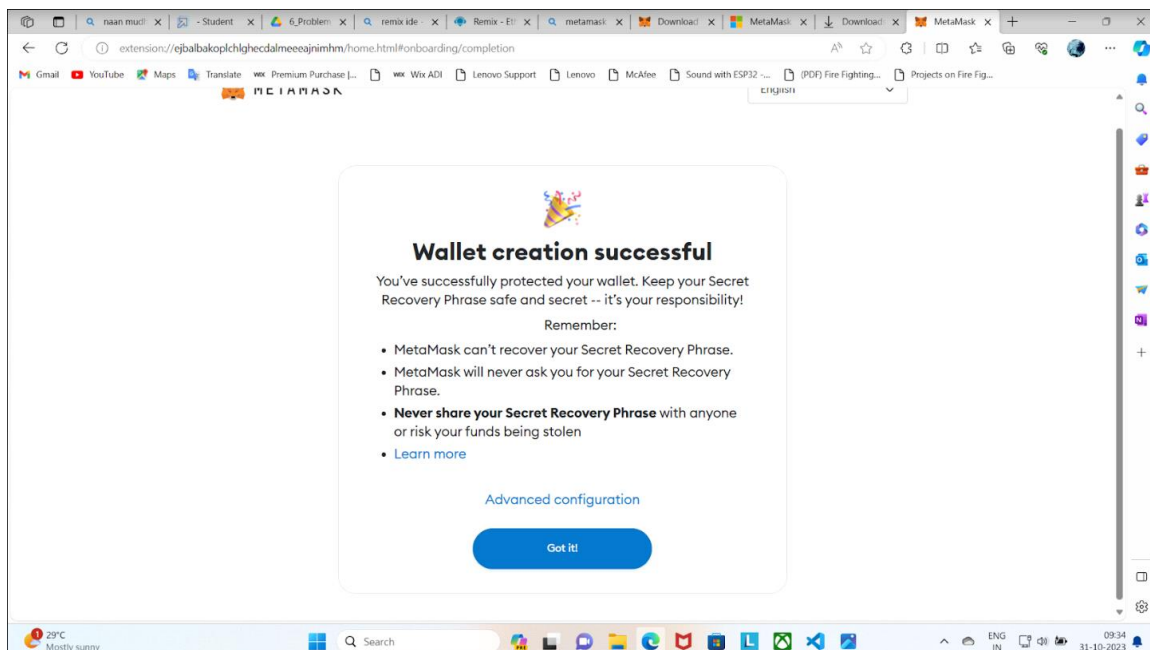 naan mudl
- Student
6_Problem
remix ide -
Remix - Eth
metamask
Download
MetaMask
Download
MetaMask
extension://ejbalbakoplchlghecdalmeeeajnimhm/home.html#onboarding/completion
Gmail
YouTube
Maps
Translate
Premium Purchase |...
Wix ADI
Lenovo Support
Lenovo
McAfee
Sound with ESP32 -...
(PDF) Fire Fighting...
Projects on Fire Fig...
METAMASK
English
Wallet creation successful
You've successfully protected your wallet. Keep your Secret
Recovery Phrase safe and secret -- it's your responsibility!
Remember:
• MetaMask can't recover your Secret Recovery Phrase.
• MetaMask will never ask you for your Secret Recovery
Phrase.
• Never share your Secret Recovery Phrase with anyone
or risk your funds being stolen
• Learn more
Advanced configuration
Got it!
29°C
Mostly sunny
Search
ENG
IN
09:34
31-10-2023